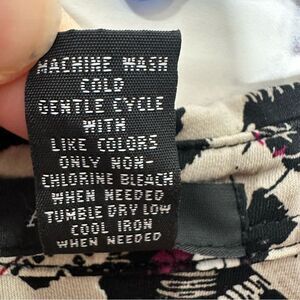 MACHINE WASH
COLD
GENTLE CYCLE
WITH
LIKE COLORS
ONLY NON-
CHLORINE BLEACH
WHEN NEEDED
TUMBLE DRY LOW
COOL IRON
WHEN NEEDED